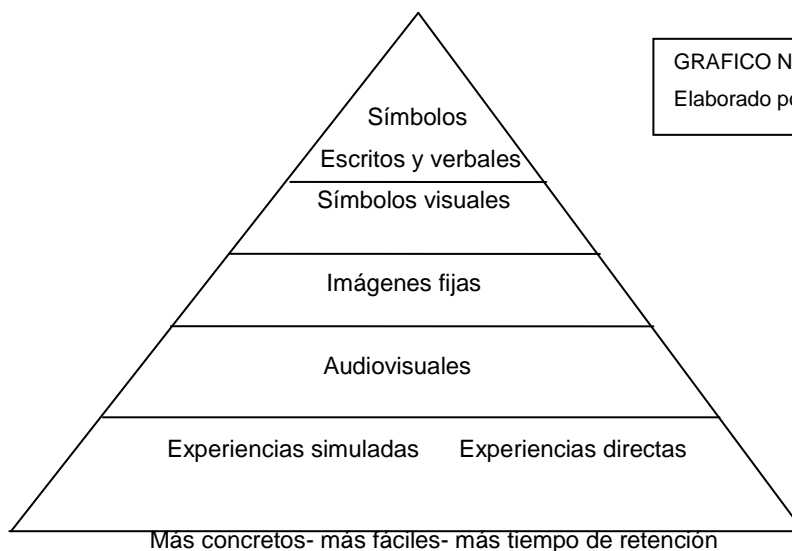 GRAFICO N
Elaborado po
Símbolos
Escritos y verbales
Símbolos visuales
Imágenes fijas
Audiovisuales
Experiencias simuladas Experiencias directas
Más concretos- más fáciles- más tiempo de retención